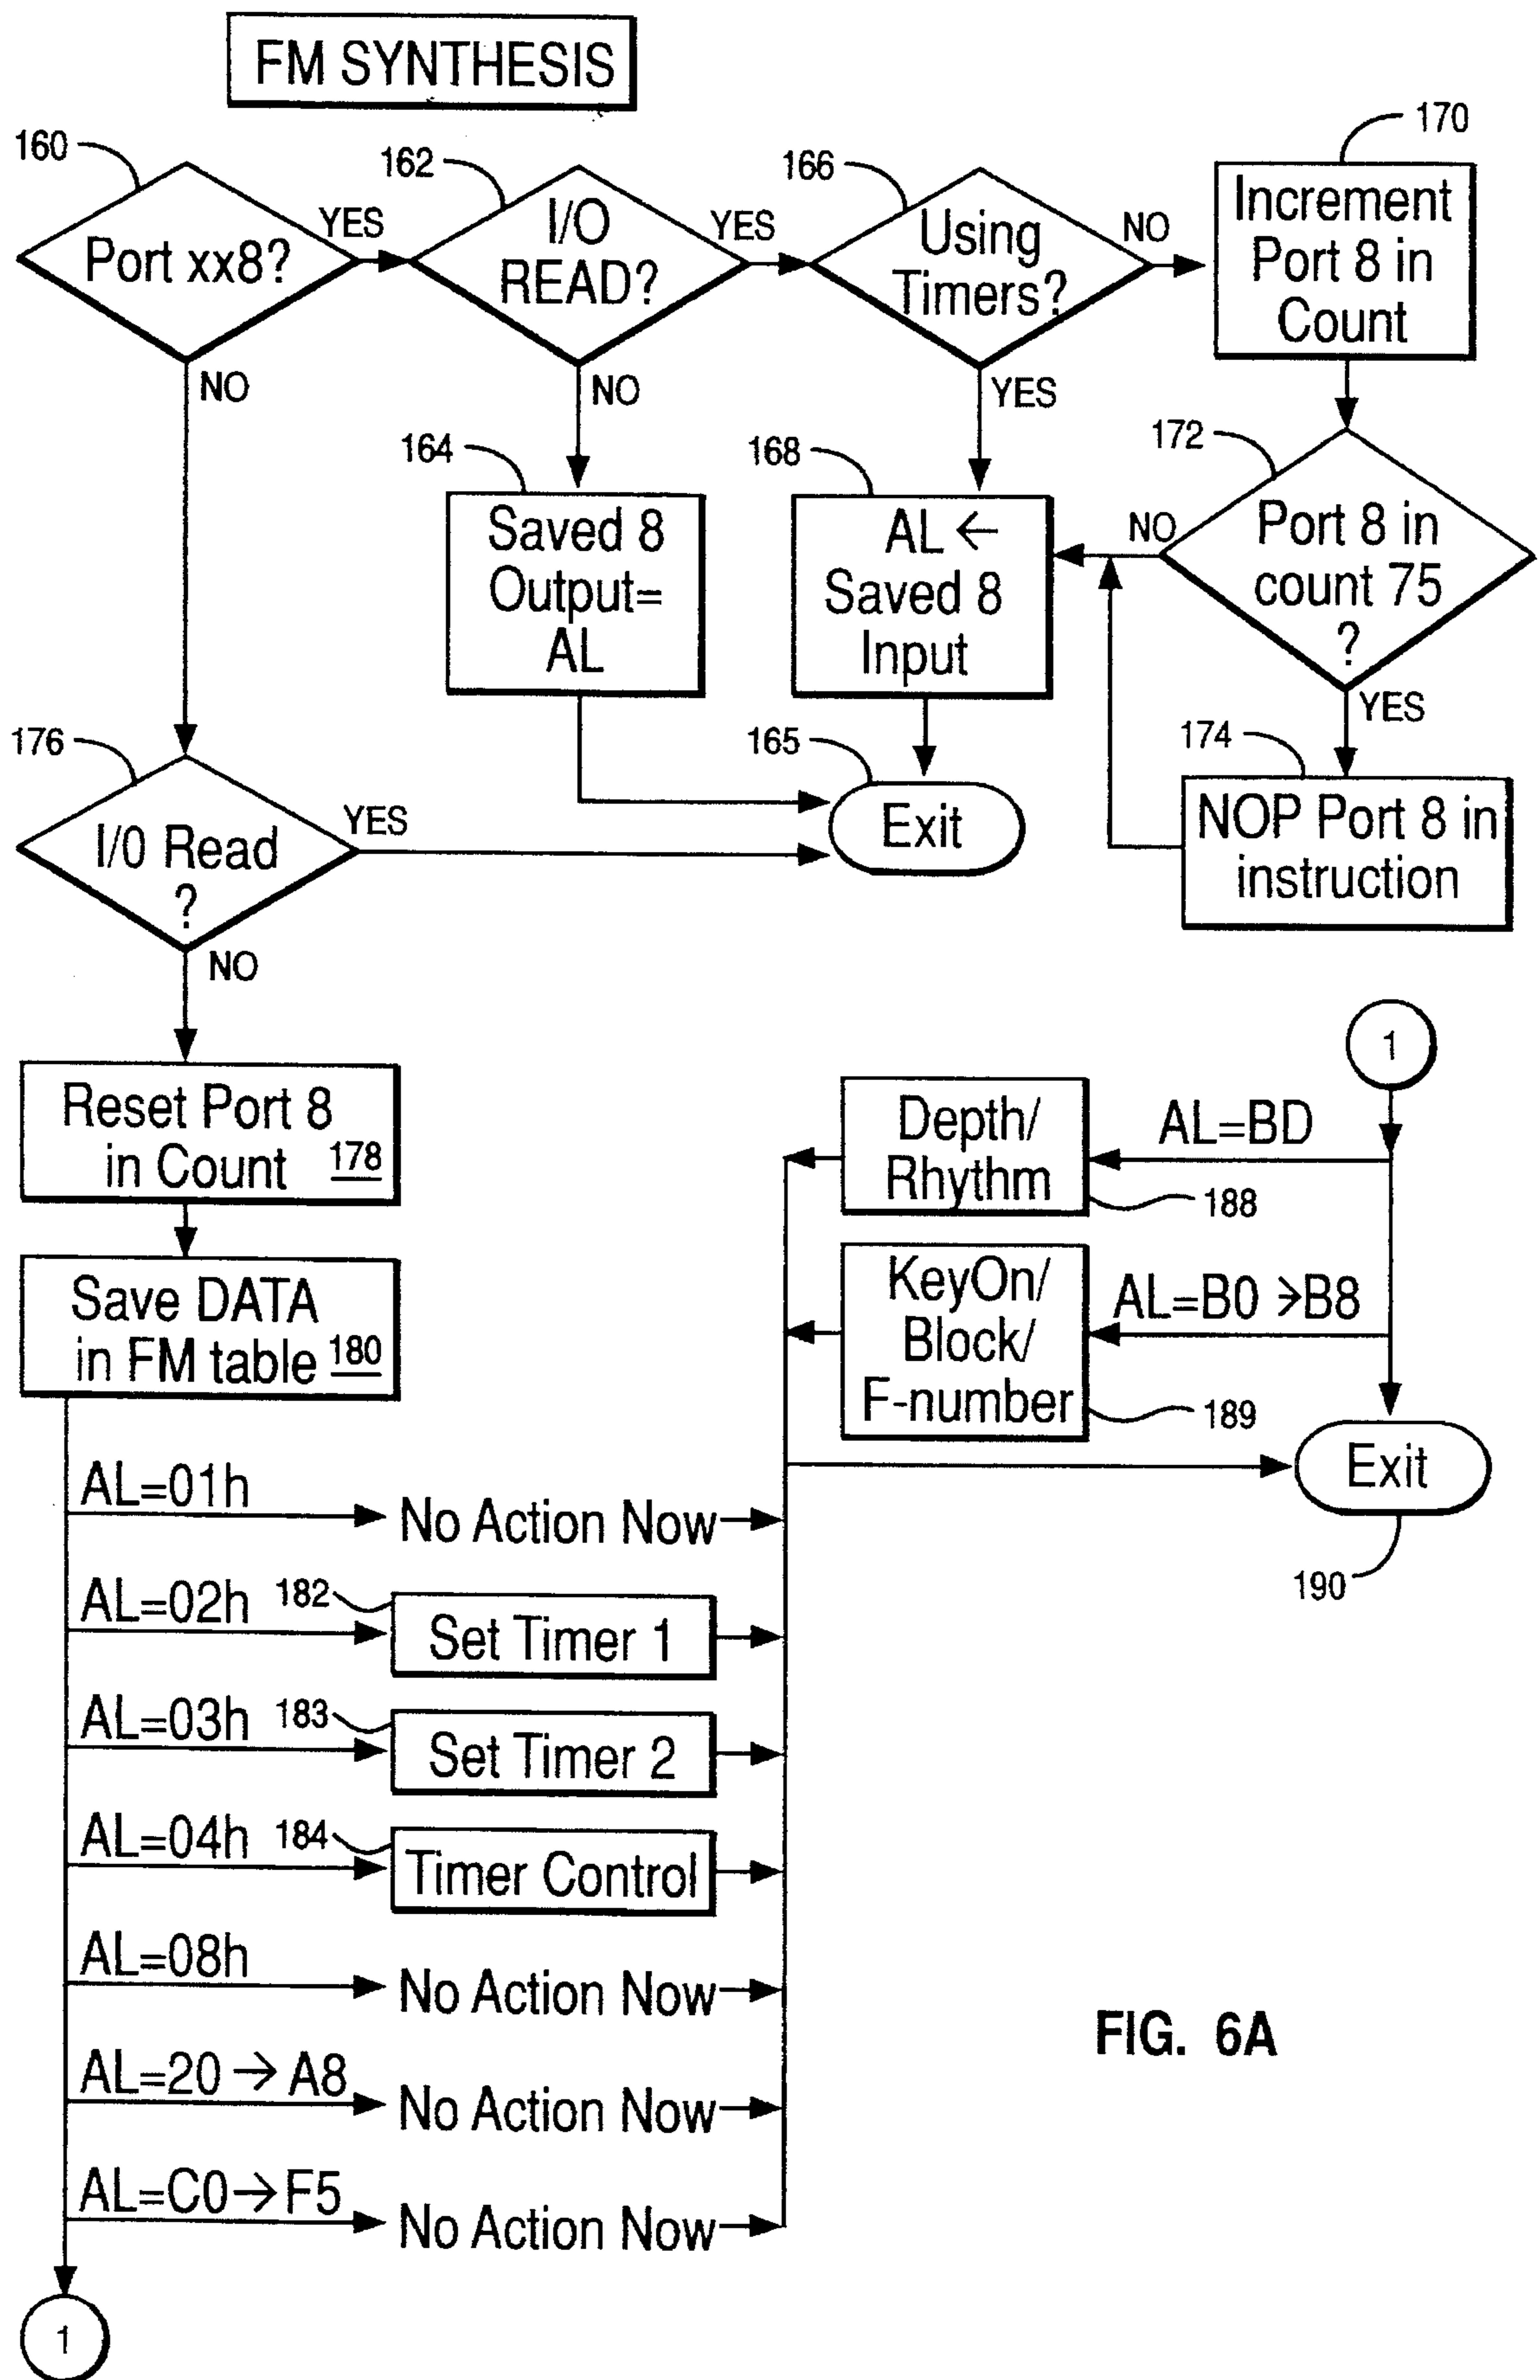 FM SYNTHESIS
160
Port xx8?
YES
NO
162
I/O
READ?
YES
NO
166
Using
Timers?
NO
YES
170
Increment
Port 8 in
Count
164
Saved 8
Output=
AL
168
AL ←
Saved 8
Input
172
NO
Port 8 in
count 75
?
YES
174
NOP Port 8 in
instruction
165
Exit
176
I/0 Read
?
YES
NO
Reset Port 8
in Count 178
Save DATA
in FM table 180
AL=01h
No Action Now
AL=02h
182
Set Timer 1
AL=03h
183
Set Timer 2
AL=04h
184
Timer Control
AL=08h
No Action Now
AL=20 → A8
No Action Now
AL=C0 → F5
No Action Now
1
1
AL=BD
Depth/
Rhythm
188
AL=B0 →B8
KeyOn/
Block/
F-number
189
Exit
190
FIG. 6A